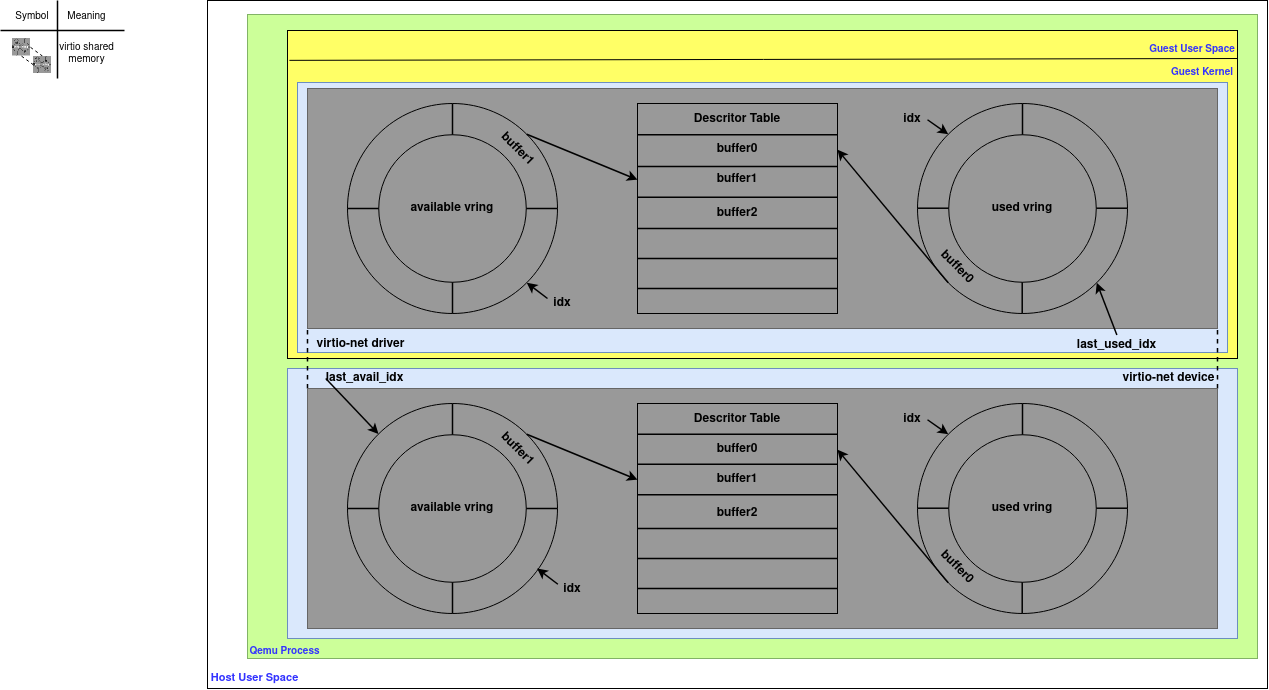 Symbol Meaning
virtio shared
memory
Guest User Space
Guest Kernel
buffer1
available vring
idx
Descritor Table
buffer0
buffer1
buffer2
idx
used vring
buffer0
virtio-net driver
last_used_idx
last_avail_idx
virtio-net device
buffer1
available vring
idx
Descritor Table
buffer0
buffer1
buffer2
idx
used vring
buffer0
Qemu Process
Host User Space